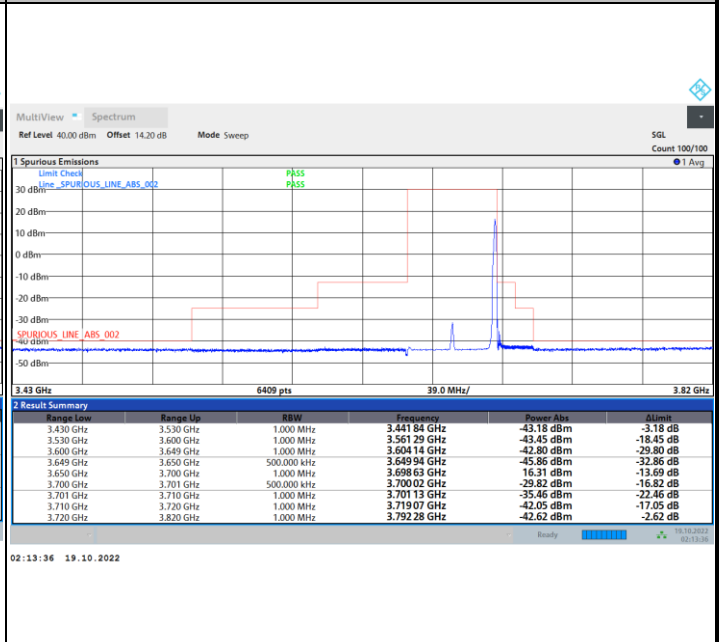 MultiView Spectrum
Ref Level 40.00 dBm Offset 14.20 dB Mode Sweep SGL
Count 100/100
1 Spurious Emissions 1 Avg
Limit Check PASS
Line _SPURIOUS_LINE_ABS_002 PASS
30 dBm
20 dBm
10 dBm
0 dBm
-10 dBm
-20 dBm
-30 dBm
SPURIOUS_LINE_ABS_002
-40 dBm
-50 dBm
3.43 GHz 6409 pts 39.0 MHz/ 3.82 GHz
2 Result Summary
Range Low Range Up RBW Frequency Power Abs ΔLimit
3.430 GHz 3.530 GHz 1.000 MHz 3.441 84 GHz -43.18 dBm -3.18 dB
3.530 GHz 3.600 GHz 1.000 MHz 3.561 29 GHz -43.45 dBm -18.45 dB
3.600 GHz 3.649 GHz 1.000 MHz 3.604 14 GHz -42.80 dBm -29.80 dB
3.649 GHz 3.650 GHz 500.000 kHz 3.649 94 GHz -45.86 dBm -32.86 dB
3.650 GHz 3.700 GHz 1.000 MHz 3.698 63 GHz 16.31 dBm -13.69 dB
3.700 GHz 3.701 GHz 500.000 kHz 3.700 02 GHz -29.82 dBm -16.82 dB
3.701 GHz 3.710 GHz 1.000 MHz 3.701 13 GHz -35.46 dBm -22.46 dB
3.710 GHz 3.720 GHz 1.000 MHz 3.719 07 GHz -42.05 dBm -17.05 dB
3.720 GHz 3.820 GHz 1.000 MHz 3.792 28 GHz -42.62 dBm -2.62 dB
Ready 19.10.2022
02:13:36
02:13:36 19.10.2022